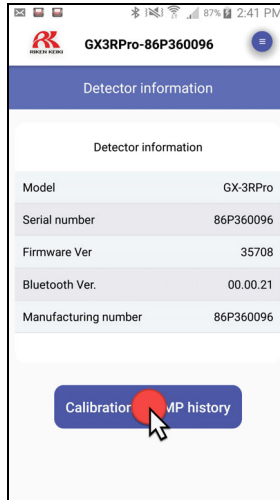 87% 2:41 PM
RIKEN KEIKI
GX3RPro-86P360096
Detector information
Detector information
Model GX-3RPro
Serial number 86P360096
Firmware Ver 35708
Bluetooth Ver. 00.00.21
Manufacturing number 86P360096
Calibration MP history